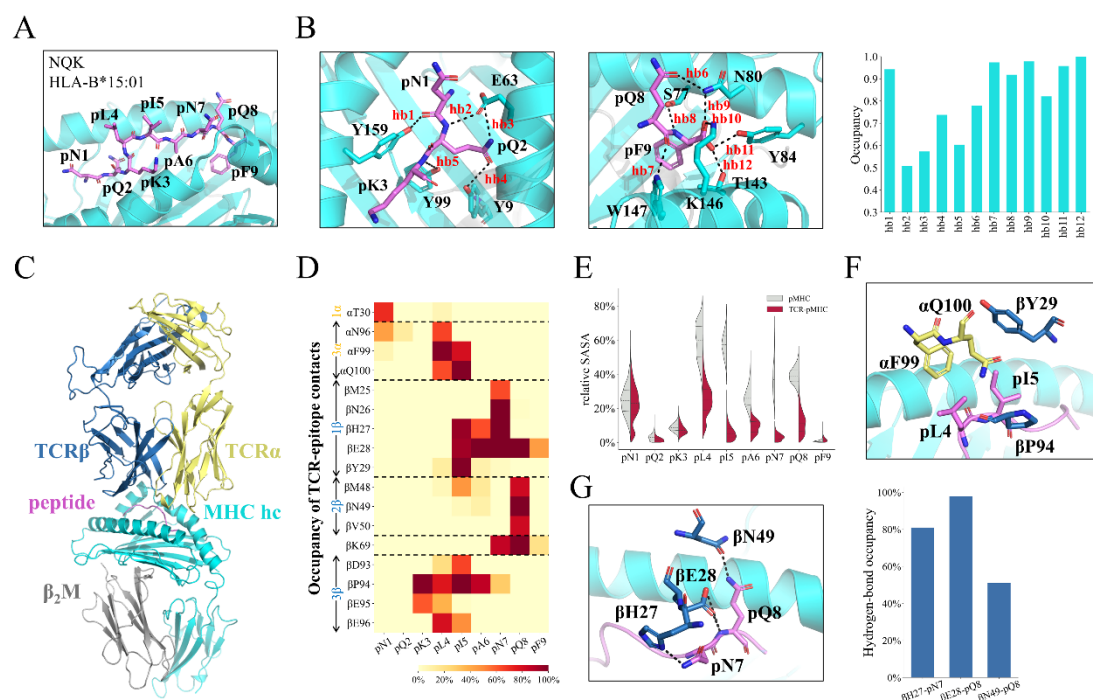 A
NQK
HLA-B*15:01
pL4
pI5
pN7
pQ8
pN1
pQ2
pK3
pA6
pF9
B
pN1
E63
hb1
hb2
hb3
Y159
pQ2
hb5
hb4
pK3
Y99
Y9
hb6
N80
pQ8
S77
hb9
hb8
hb10
pF9
hb11
Y84
hb7
hb12
T143
K146
W147
Occupancy
1.0
0.9
0.8
0.7
0.6
0.5
0.4
0.3
hb1
hb2
hb3
hb4
hb5
hb6
hb7
hb8
hb9
hb10
hb11
hb12
C
TCRβ
TCRα
peptide
MHC hc
β2M
D
Occupancy of TCR-epitope contacts
1α
3α
1β
2β
3β
αT30
αN96
αF99
αQ100
βM25
βN26
βH27
βE28
βY29
βM48
βN49
βV50
βK69
βD93
βP94
βE95
βH96
pN1
pQ2
pK3
pL4
pI5
pA6
pN7
pQ8
pF9
0%
20%
40%
60%
80%
100%
E
relative SASA
80%
60%
40%
20%
0%
pMHC
TCR-pMHC
pN1 pQ2 pK3 pL4 pI5 pA6 pN7 pQ8 pF9
F
αQ100
βY29
αF99
pI5
pL4
βP94
G
βN49
βE28
βH27
pQ8
pN7
Hydrogen-bond occupancy
100%
80%
60%
40%
20%
0%
βH27-pN7
βE28-pQ8
βN49-pQ8